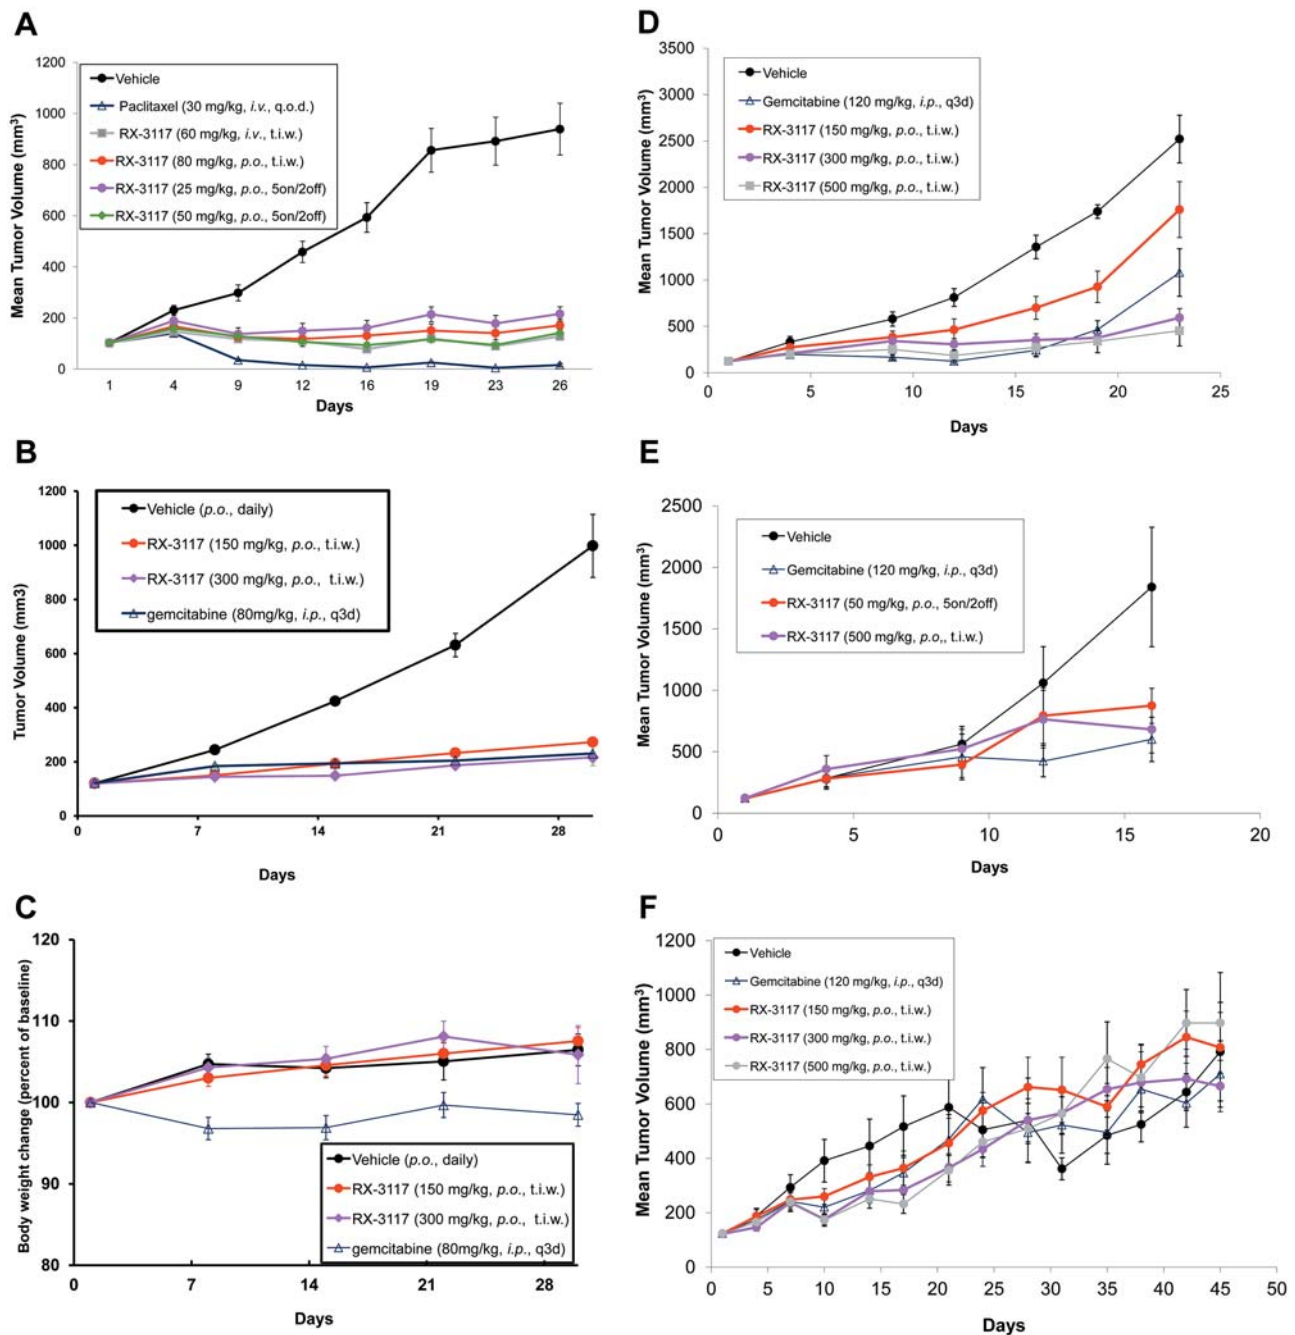 A
Mean Tumor Volume (mm³)
1200
1000
800
600
400
200
0
Vehicle
Paclitaxel (30 mg/kg, i.v., q.o.d.)
RX-3117 (60 mg/kg, i.v., t.i.w.)
RX-3117 (80 mg/kg, p.o., t.i.w.)
RX-3117 (25 mg/kg, p.o., 5on/2off)
RX-3117 (50 mg/kg, p.o., 5on/2off)
1 4 9 12 16 19 23 26
Days
B
Tumor Volume (mm3)
1200
1000
800
600
400
200
0
Vehicle (p.o., daily)
RX-3117 (150 mg/kg, p.o., t.i.w.)
RX-3117 (300 mg/kg, p.o., t.i.w.)
gemcitabine (80mg/kg, i.p., q3d)
0 7 14 21 28
Days
C
Body weight change (percent of baseline)
120
110
100
90
80
Vehicle (p.o., daily)
RX-3117 (150 mg/kg, p.o., t.i.w.)
RX-3117 (300 mg/kg, p.o., t.i.w.)
gemcitabine (80mg/kg, i.p., q3d)
0 7 14 21 28
Days
D
Mean Tumor Volume (mm³)
3500
3000
2500
2000
1500
1000
500
0
Vehicle
Gemcitabine (120 mg/kg, i.p., q3d)
RX-3117 (150 mg/kg, p.o., t.i.w.)
RX-3117 (300 mg/kg, p.o., t.i.w.)
RX-3117 (500 mg/kg, p.o., t.i.w.)
0 5 10 15 20 25
Days
E
Mean Tumor Volume (mm³)
2500
2000
1500
1000
500
0
Vehicle
Gemcitabine (120 mg/kg, i.p., q3d)
RX-3117 (50 mg/kg, p.o., 5on/2off)
RX-3117 (500 mg/kg, p.o,, t.i.w.)
0 5 10 15 20
Days
F
Mean Tumor Volume (mm³)
1200
1000
800
600
400
200
0
Vehicle
Gemcitabine (120 mg/kg, i.p., q3d)
RX-3117 (150 mg/kg, p.o., t.i.w.)
RX-3117 (300 mg/kg, p.o., t.i.w.)
RX-3117 (500 mg/kg, p.o., t.i.w.)
0 5 10 15 20 25 30 35 40 45 50
Days